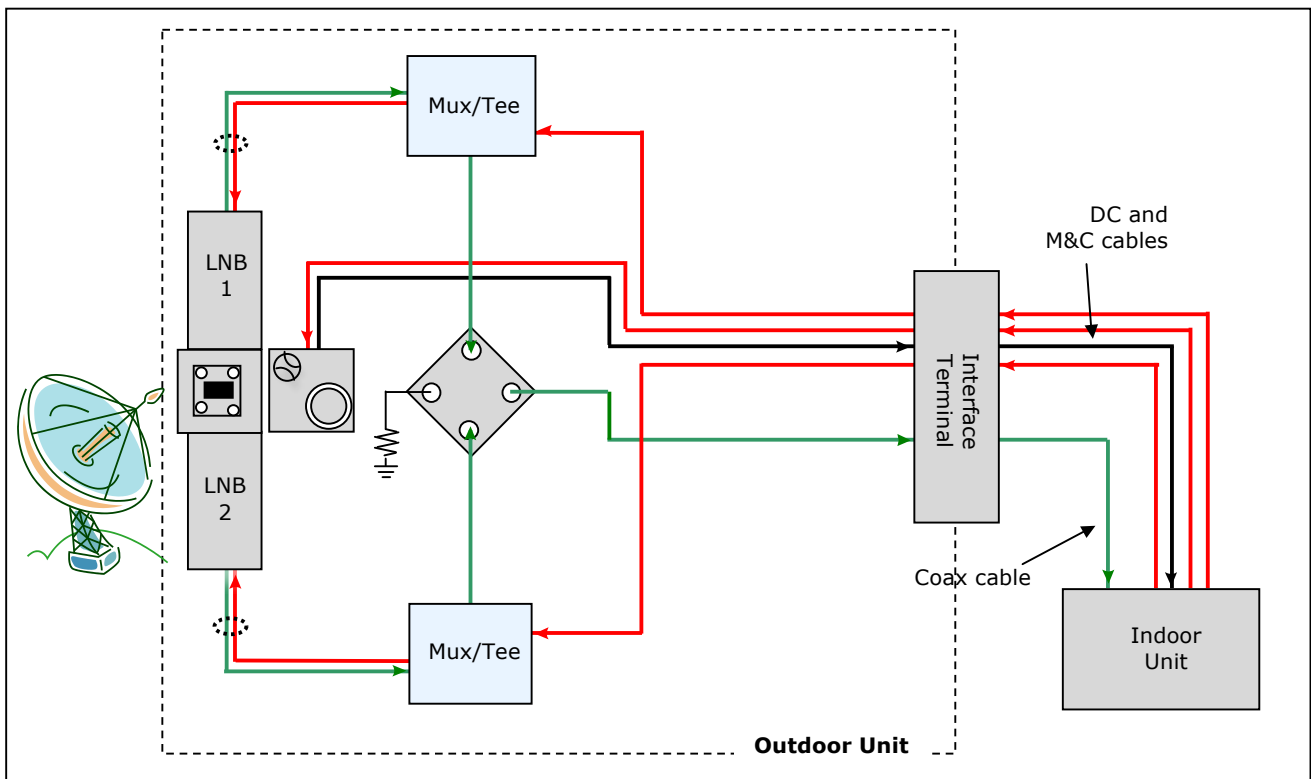 Mux/Tee
LNB
1
DC and
M&C cables
Interface
Terminal
LNB
2
Coax cable
Mux/Tee
Indoor
Unit
Outdoor Unit